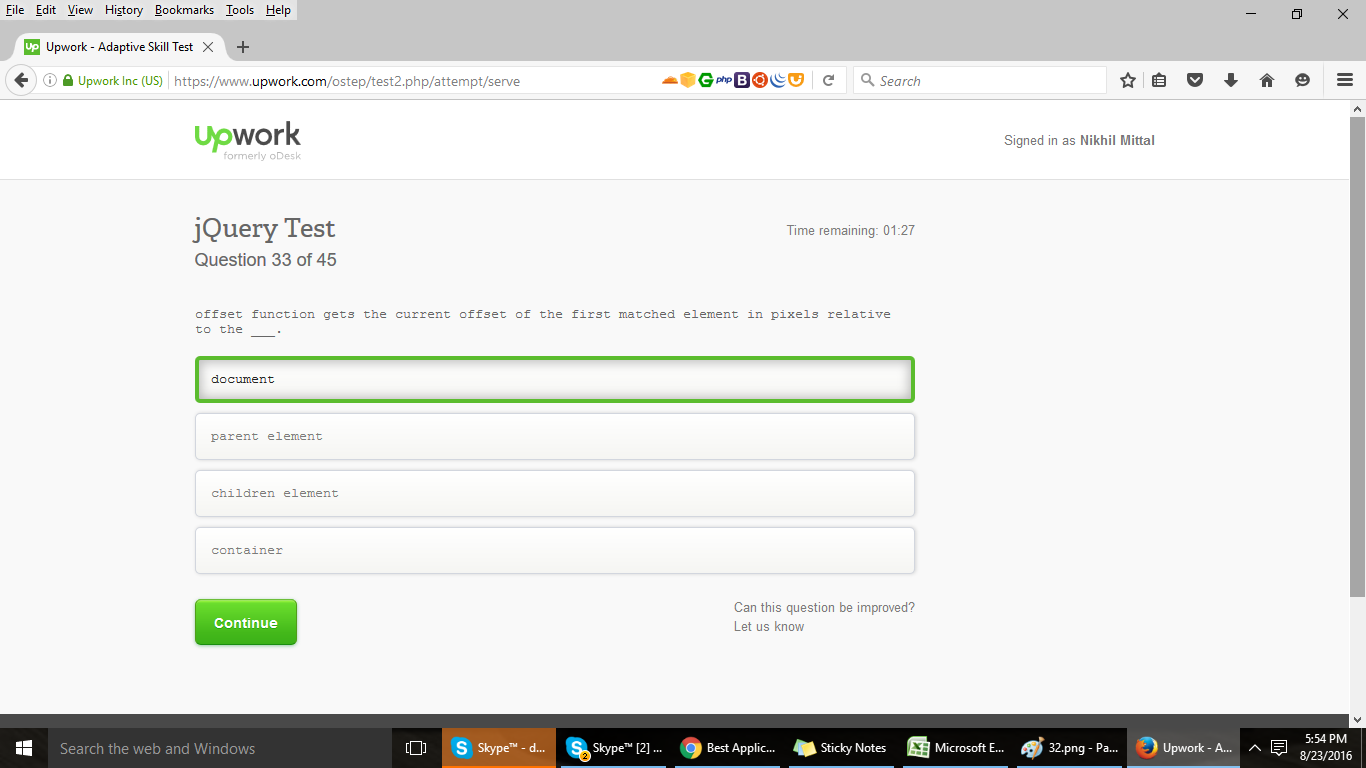 File Edit View History Bookmarks Tools Help
Up Upwork - Adaptive Skill Test
Upwork Inc (US) https://www.upwork.com/ostep/test2.php/attempt/serve php B Search
upwork
formerly oDesk
Signed in as Nikhil Mittal
jQuery Test
Time remaining: 01:27
Question 33 of 45
offset function gets the current offset of the first matched element in pixels relative
to the ___.
document
parent element
children element
container
Continue
Can this question be improved?
Let us know
Search the web and Windows
Skype™ - d...
Skype™ [2] ...
2
Best Applic...
Sticky Notes
Microsoft E...
32.png - Pa...
Upwork - A...
5:54 PM
8/23/2016